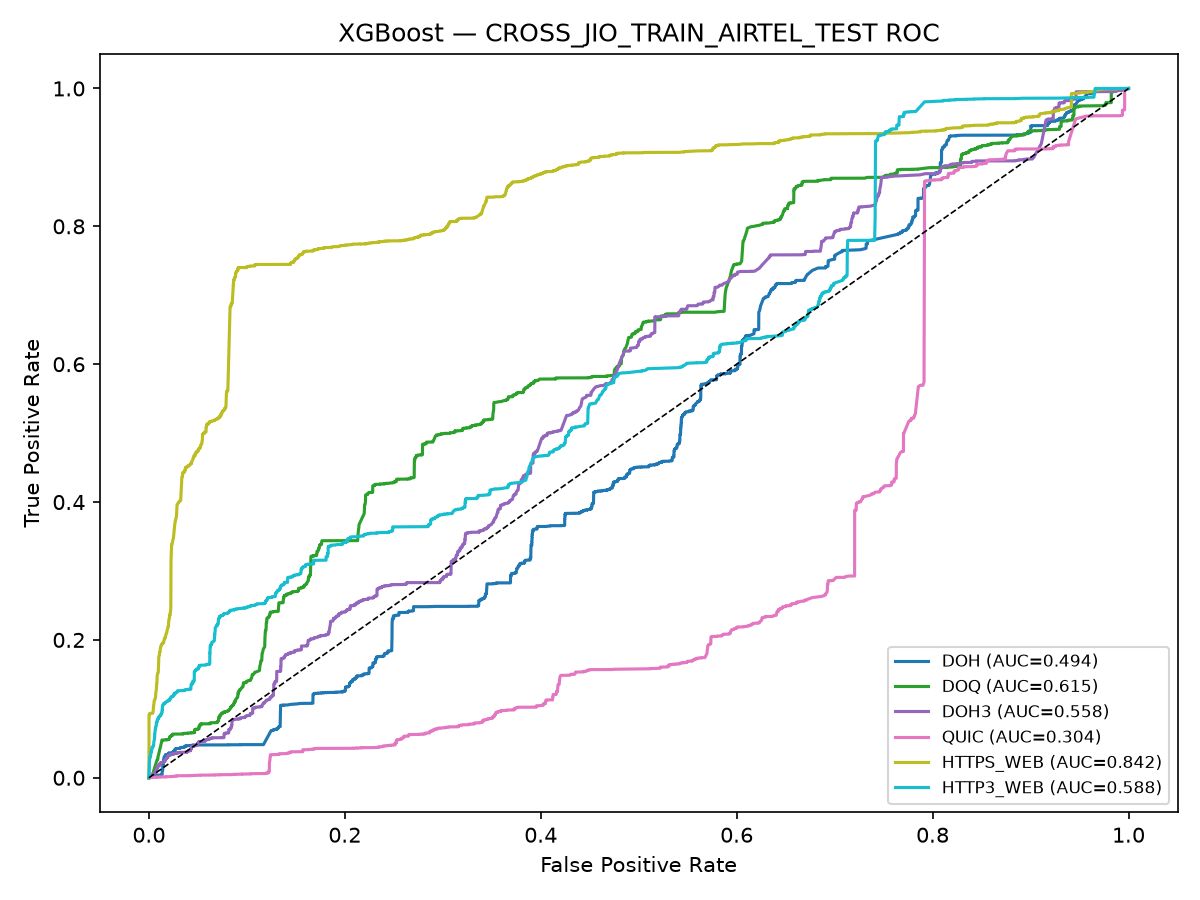 XGBoost — CROSS_JIO_TRAIN_AIRTEL_TEST ROC
True Positive Rate
1.0
0.8
0.6
0.4
0.2
0.0
DOH (AUC=0.494)
DOQ (AUC=0.615)
DOH3 (AUC=0.558)
QUIC (AUC=0.304)
HTTPS_WEB (AUC=0.842)
HTTP3_WEB (AUC=0.588)
0.0 0.2 0.4 0.6 0.8 1.0
False Positive Rate